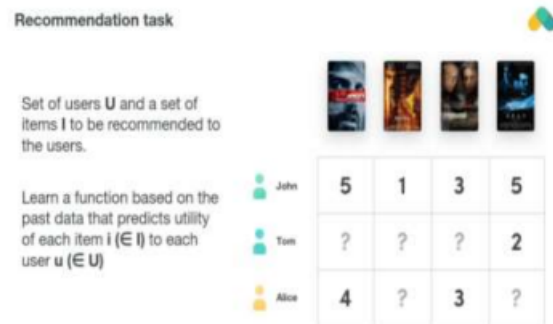 Recommendation task
Set of users U and a set of
items I to be recommended to
the users.
Learn a function based on the
past data that predicts utility
of each item i (∈ I) to each
user u (∈ U)
John 5 1 3 5
Tom ? ? ? 2
Alice 4 ? 3 ?